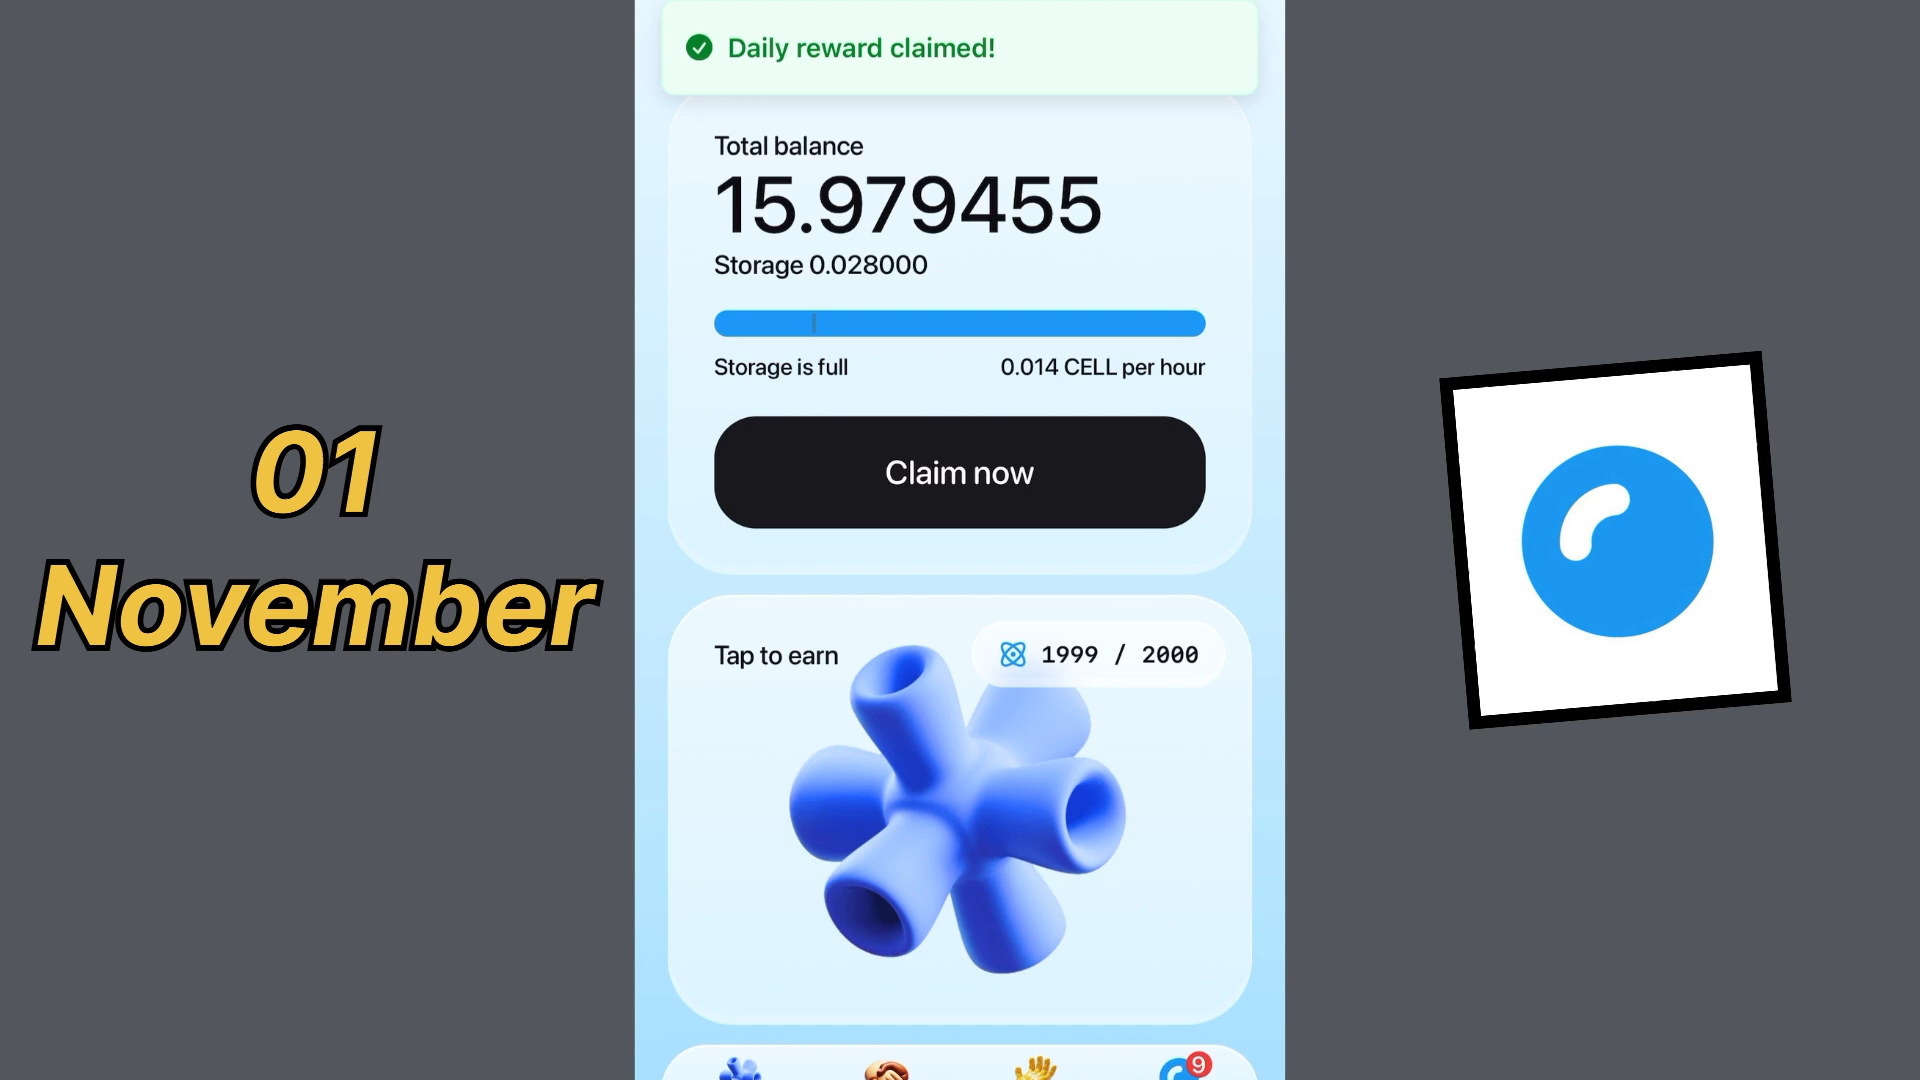 Daily reward claimed!
Total balance
15.979455
Storage 0.028000
Storage is full
0.014 CELL per hour
Claim now
01
November
Tap to earn
1999 / 2000
9